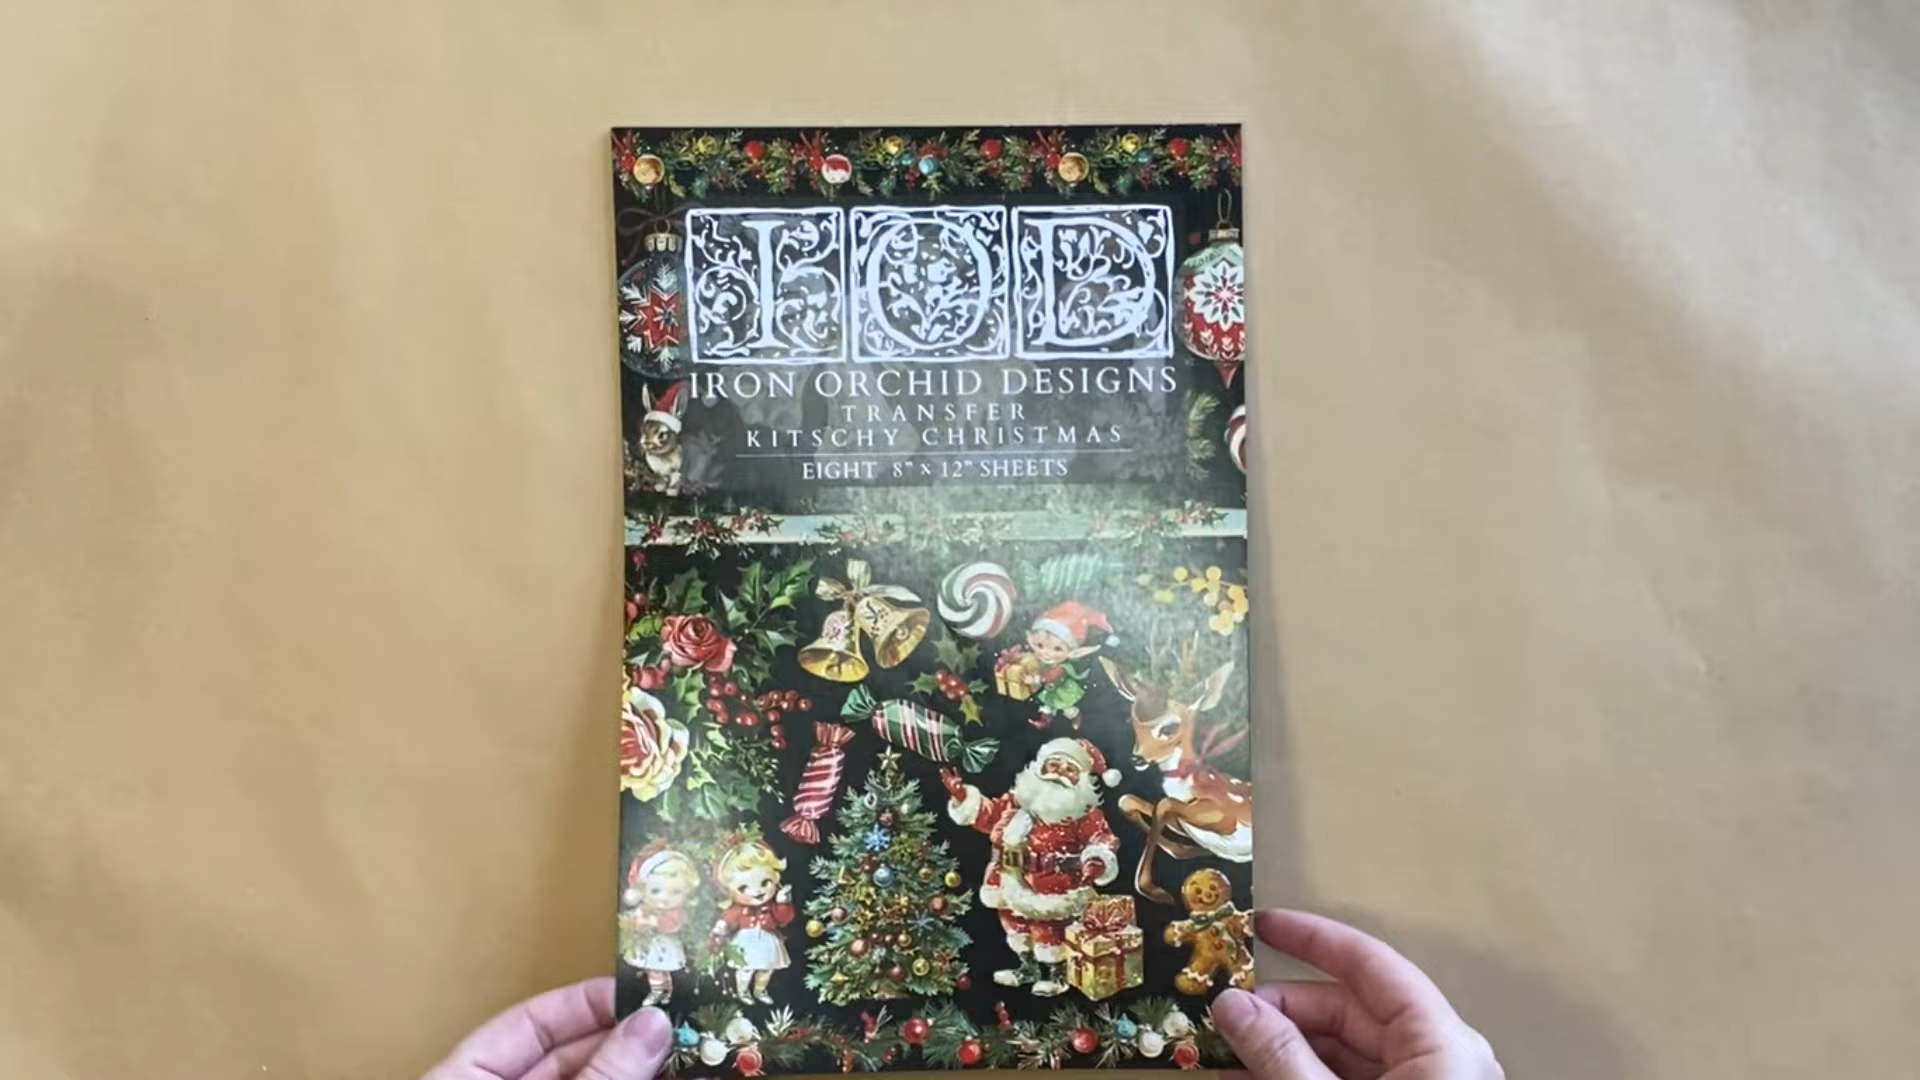 IOD
IRON ORCHID DESIGNS
TRANSFER
KITSCHY CHRISTMAS
EIGHT 8" x 12" SHEETS